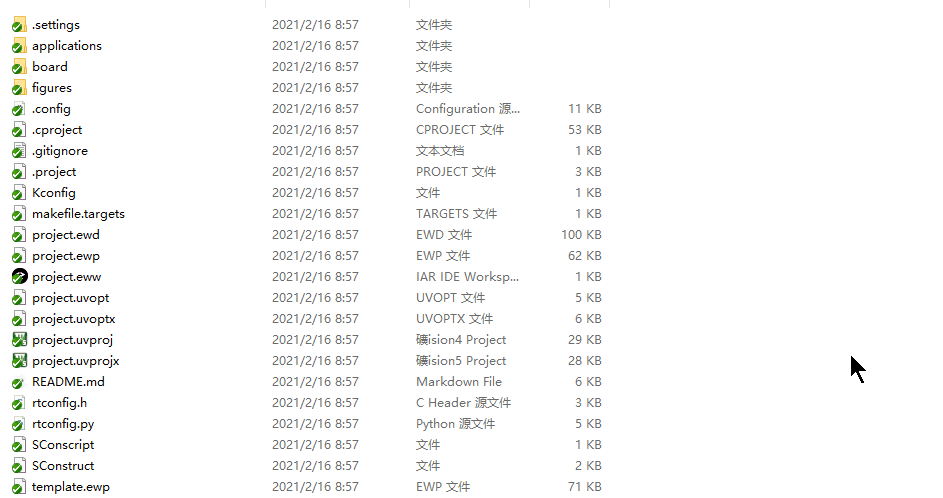 .settings 2021/2/16 8:57 文件夹
applications 2021/2/16 8:57 文件夹
board 2021/2/16 8:57 文件夹
figures 2021/2/16 8:57 文件夹
.config 2021/2/16 8:57 Configuration 源... 11 KB
.cproject 2021/2/16 8:57 CPROJECT 文件 53 KB
.gitignore 2021/2/16 8:57 文本文档 1 KB
.project 2021/2/16 8:57 PROJECT 文件 3 KB
Kconfig 2021/2/16 8:57 文件 1 KB
makefile.targets 2021/2/16 8:57 TARGETS 文件 1 KB
project.ewd 2021/2/16 8:57 EWD 文件 100 KB
project.ewp 2021/2/16 8:57 EWP 文件 62 KB
project.eww 2021/2/16 8:57 IAR IDE Worksp... 1 KB
project.uvopt 2021/2/16 8:57 UVOPT 文件 5 KB
project.uvoptx 2021/2/16 8:57 UVOPTX 文件 6 KB
project.uvproj 2021/2/16 8:57 礦ision4 Project 29 KB
project.uvprojx 2021/2/16 8:57 礦ision5 Project 28 KB
README.md 2021/2/16 8:57 Markdown File 6 KB
rtconfig.h 2021/2/16 8:57 C Header 源文件 3 KB
rtconfig.py 2021/2/16 8:57 Python 源文件 5 KB
SConscript 2021/2/16 8:57 文件 1 KB
SConstruct 2021/2/16 8:57 文件 2 KB
template.ewp 2021/2/16 8:57 EWP 文件 71 KB